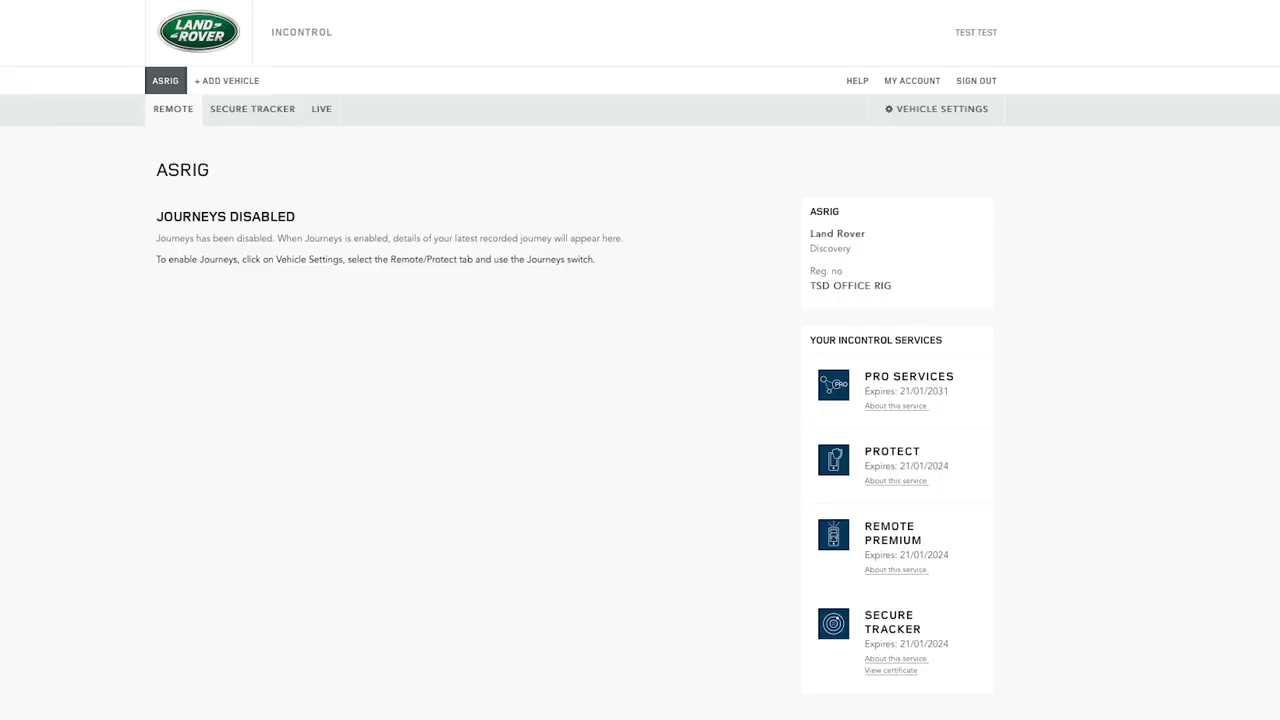 LAND-
-ROVER
INCONTROL
TEST TEST
ASRIG
+ ADD VEHICLE
HELP
MY ACCOUNT
SIGN OUT
REMOTE
SECURE TRACKER
LIVE
VEHICLE SETTINGS
ASRIG
JOURNEYS DISABLED
Journeys has been disabled. When Journeys is enabled, details of your latest recorded journey will appear here.
To enable Journeys, click on Vehicle Settings, select the Remote/Protect tab and use the Journeys switch.
ASRIG
Land Rover
Discovery
Reg. no
TSD OFFICE RIG
YOUR INCONTROL SERVICES
PRO
PRO SERVICES
Expires: 21/01/2031
About this service
PROTECT
Expires: 21/01/2024
About this service
REMOTE
PREMIUM
Expires: 21/01/2024
About this service
SECURE
TRACKER
Expires: 21/01/2024
About this service
View certificate